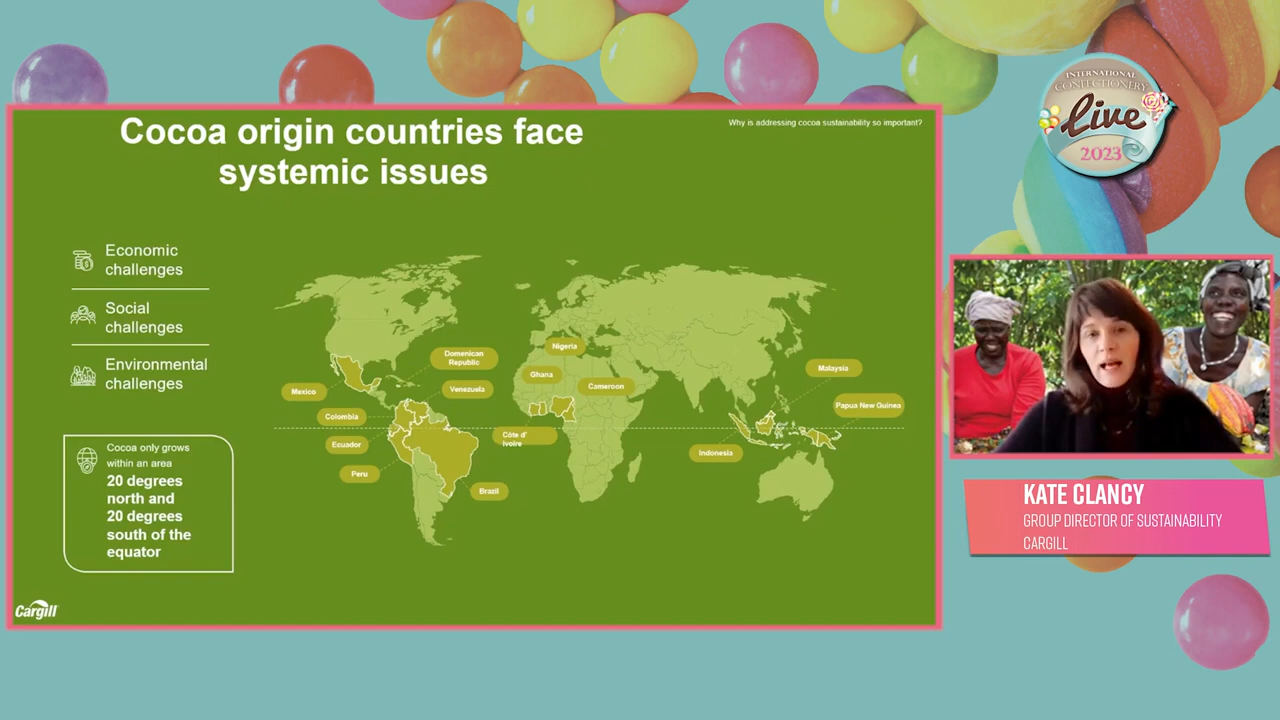 Cocoa origin countries face
systemic issues
Why is addressing cocoa sustainability so important?
Economic
challenges
Social
challenges
Environmental
challenges
Cocoa only grows
within an area
20 degrees
north and
20 degrees
south of the
equator
Mexico
Colombia
Ecuador
Peru
Domenican
Republic
Venezuela
Brazil
Nigeria
Ghana
Cameroon
Côte d'
Ivoire
Malaysia
Papua New Guinea
Indonesia
Cargill
INTERNATIONAL
CONFECTIONERY
Live
2023
KATE CLANCY
GROUP DIRECTOR OF SUSTAINABILITY
CARGILL